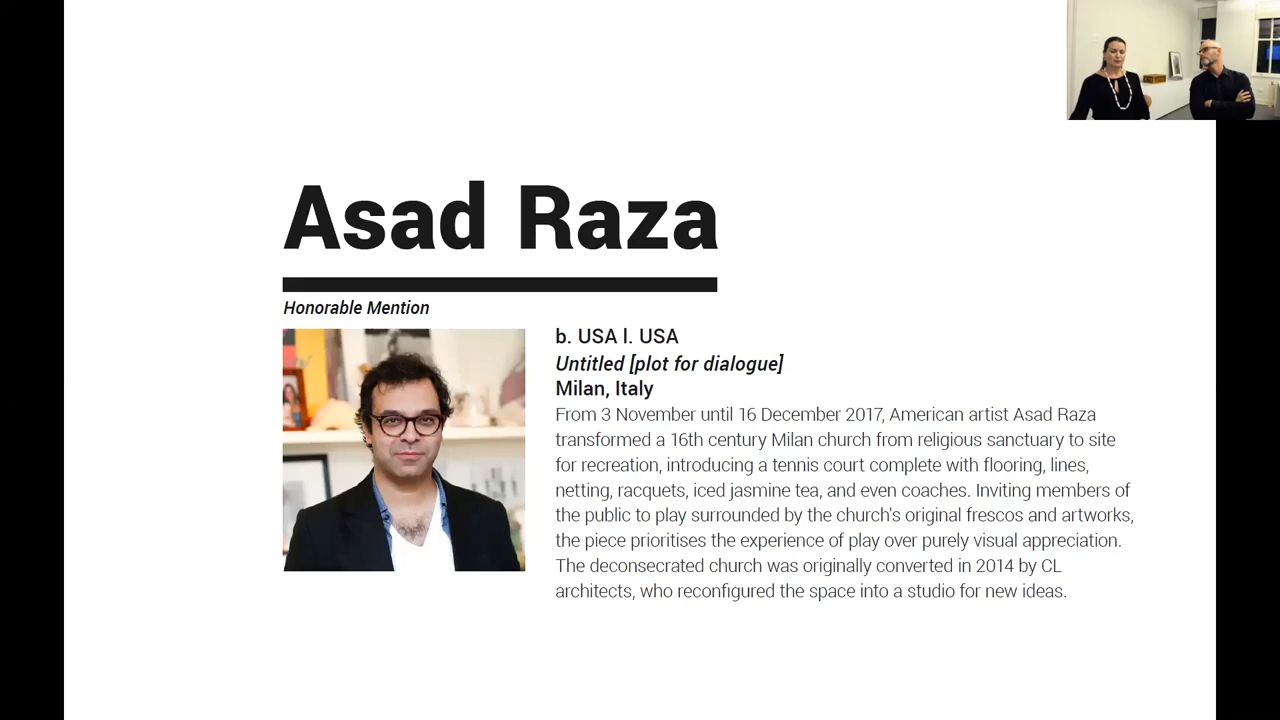 Asad Raza
Honorable Mention
b. USA l. USA
Untitled [plot for dialogue]
Milan, Italy
From 3 November until 16 December 2017, American artist Asad Raza
transformed a 16th century Milan church from religious sanctuary to site
for recreation, introducing a tennis court complete with flooring, lines,
netting, racquets, iced jasmine tea, and even coaches. Inviting members of
the public to play surrounded by the church's original frescos and artworks,
the piece prioritises the experience of play over purely visual appreciation.
The deconsecrated church was originally converted in 2014 by CL
architects, who reconfigured the space into a studio for new ideas.